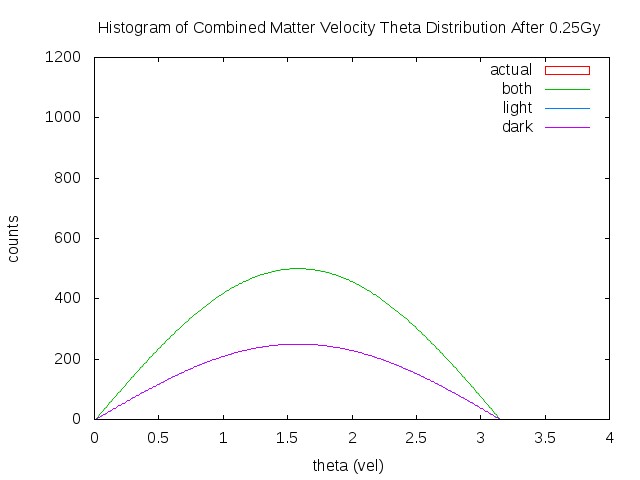 Histogram of Combined Matter Velocity Theta Distribution After 0.25Gy
1200
1000
800
600
400
200
0
counts
actual
both
light
dark
0 0.5 1 1.5 2 2.5 3 3.5 4
theta (vel)